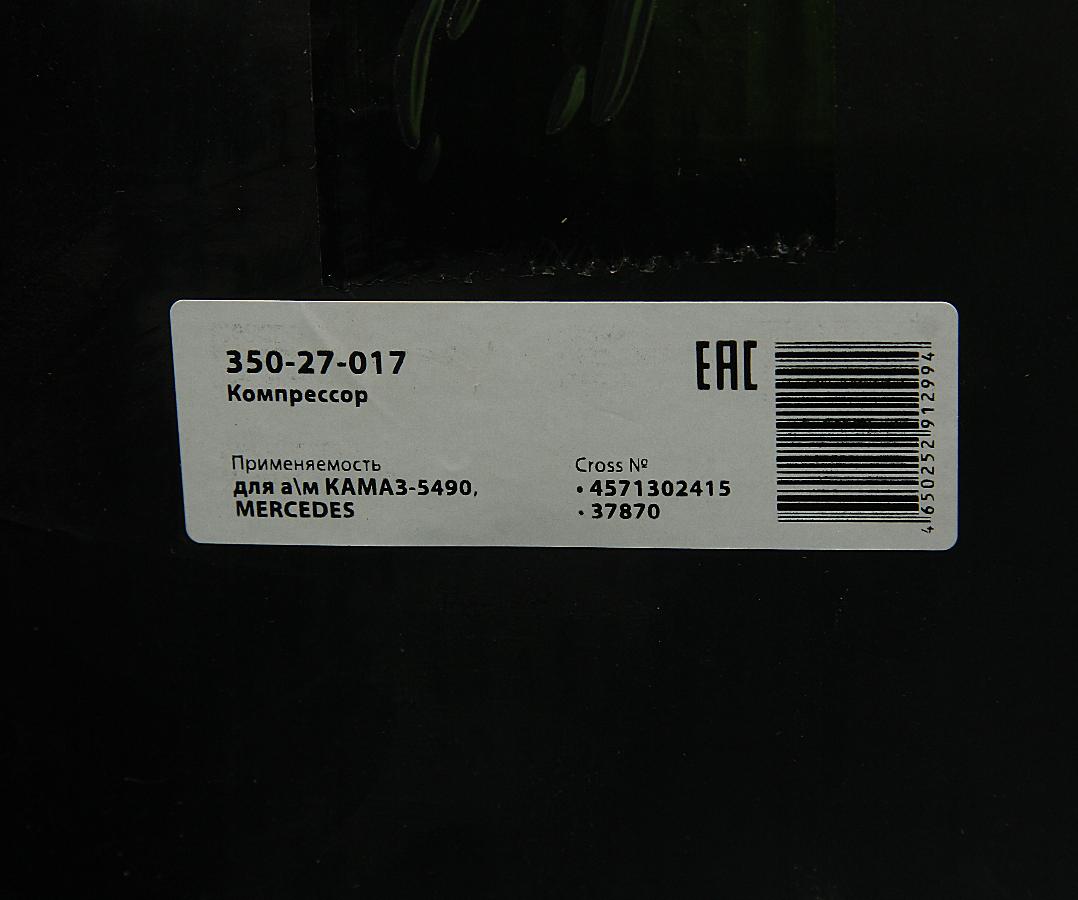 350-27-017
Компрессор
EAC
Применяемость
для а\м КАМАЗ-5490,
MERCEDES
Cross №
• 4571302415
• 37870
4650252912994